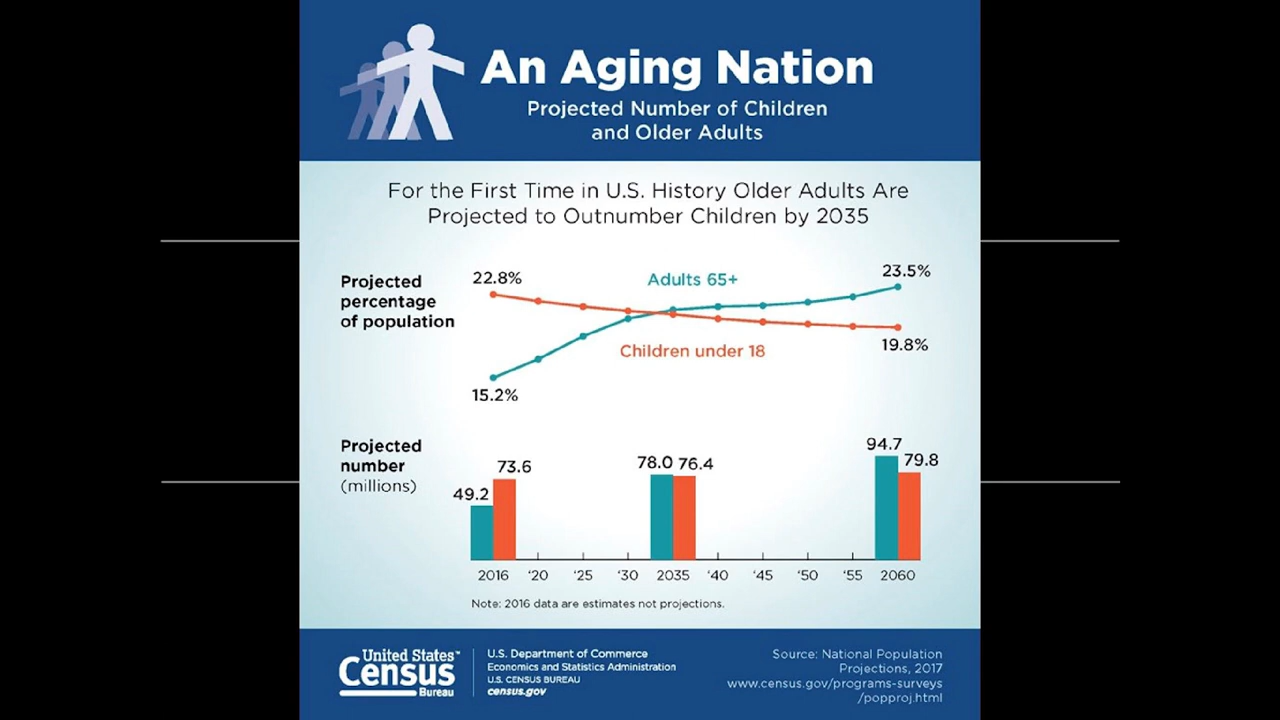 An Aging Nation
Projected Number of Children
and Older Adults
For the First Time in U.S. History Older Adults Are
Projected to Outnumber Children by 2035
Projected
percentage
of population
22.8%
Adults 65+
23.5%
Children under 18
19.8%
15.2%
Projected
number
(millions)
49.2
73.6
78.0 76.4
94.7
79.8
2016 '20 '25 '30 2035 '40 '45 '50 '55 2060
Note: 2016 data are estimates not projections.
United States™
Census
Bureau
U.S. Department of Commerce
Economics and Statistics Administration
U.S. CENSUS BUREAU
census.gov
Source: National Population
Projections, 2017
www.census.gov/programs-surveys
/popproj.html